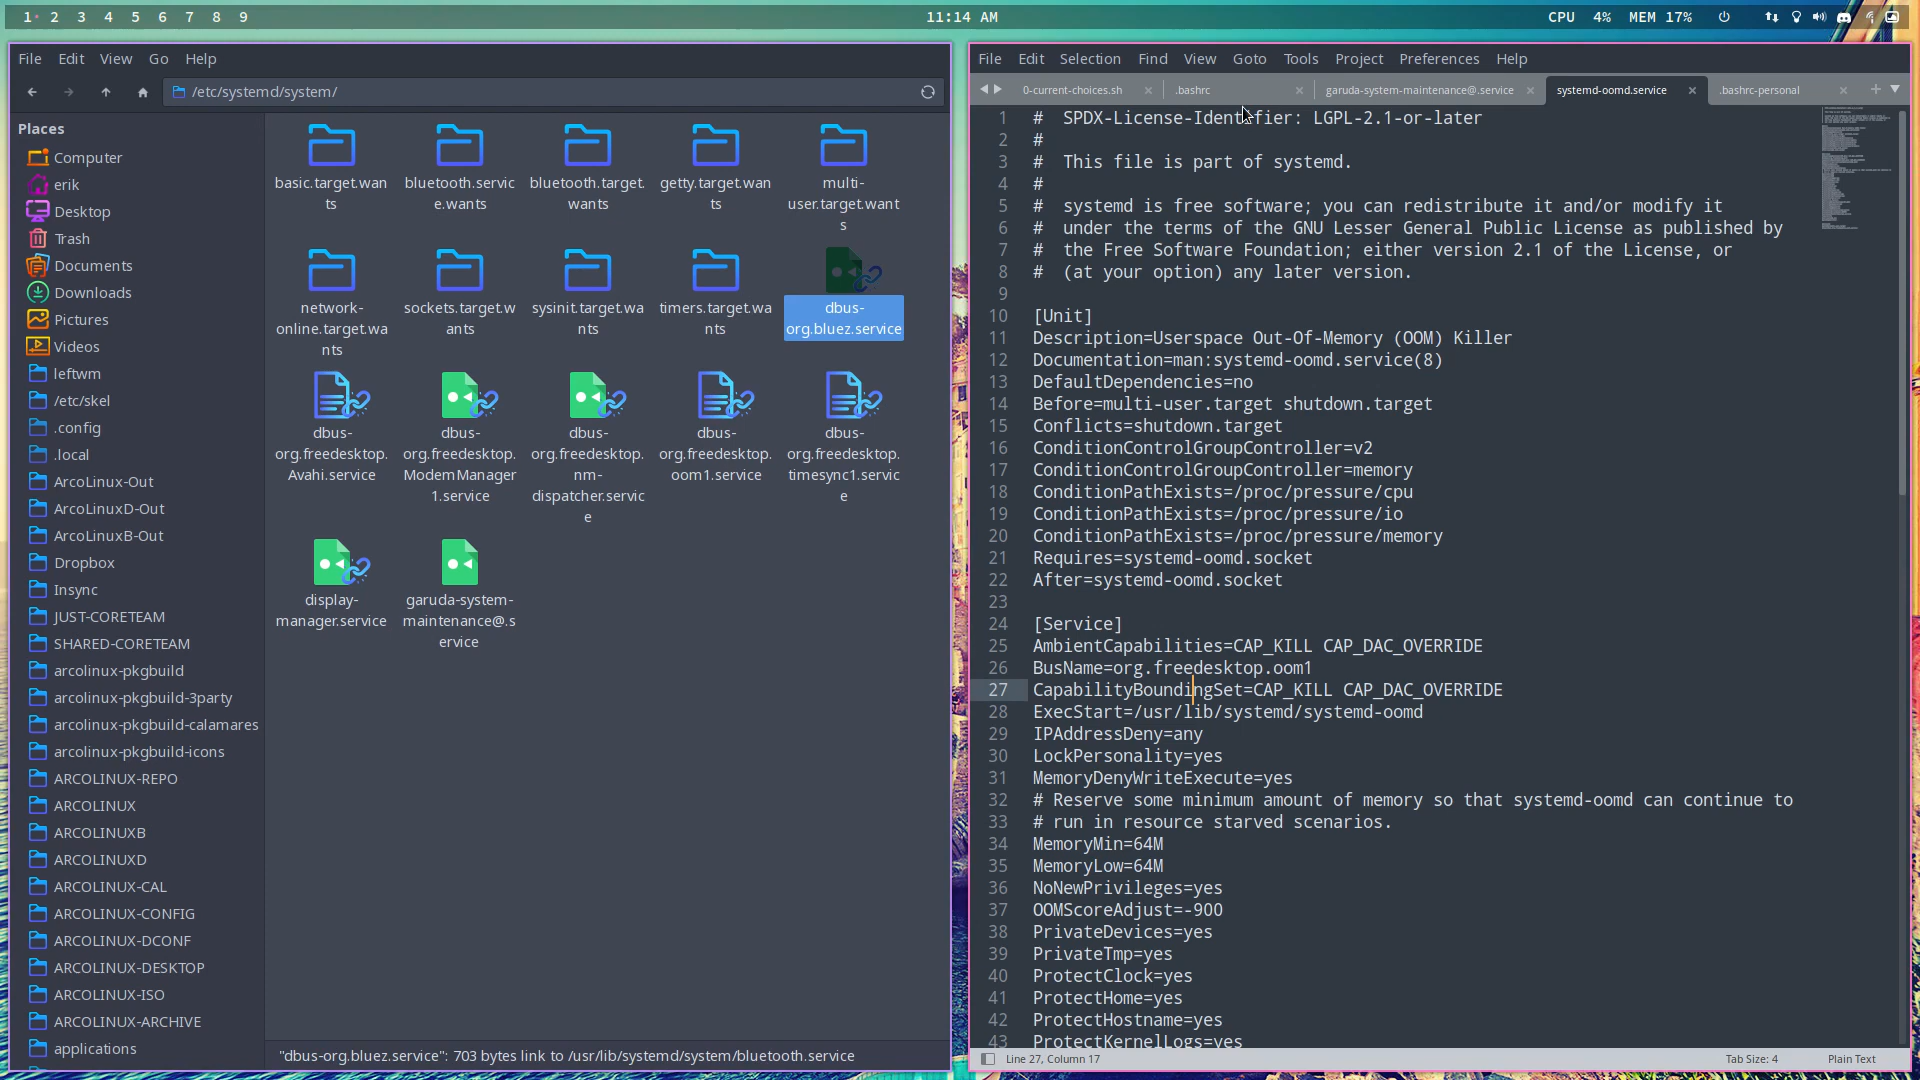 1 2 3 4 5 6 7 8 9
11:14 AM
CPU 4% MEM 17%
File Edit View Go Help
/etc/systemd/system/
Places
Computer
erik
Desktop
Trash
Documents
Downloads
Pictures
Videos
leftwm
/etc/skel
.config
.local
ArcoLinux-Out
ArcoLinuxD-Out
ArcoLinuxB-Out
Dropbox
Insync
JUST-CORETEAM
SHARED-CORETEAM
arcolinux-pkgbuild
arcolinux-pkgbuild-3party
arcolinux-pkgbuild-calamares
arcolinux-pkgbuild-icons
ARCOLINUX-REPO
ARCOLINUX
ARCOLINUXB
ARCOLINUXD
ARCOLINUX-CAL
ARCOLINUX-CONFIG
ARCOLINUX-DCONF
ARCOLINUX-DESKTOP
ARCOLINUX-ISO
ARCOLINUX-ARCHIVE
applications
basic.target.wan
ts
bluetooth.servic
e.wants
bluetooth.target.
wants
getty.target.wan
ts
multi-
user.target.want
s
network-
online.target.wa
nts
sockets.target.w
ants
sysinit.target.wa
nts
timers.target.wa
nts
dbus-
org.bluez.service
dbus-
org.freedesktop.
Avahi.service
dbus-
org.freedesktop.
ModemManager
1.service
dbus-
org.freedesktop.
nm-
dispatcher.servic
e
dbus-
org.freedesktop.
oom1.service
dbus-
org.freedesktop.
timesync1.servic
e
display-
manager.service
garuda-system-
maintenance@.s
ervice
"dbus-org.bluez.service": 703 bytes link to /usr/lib/systemd/system/bluetooth.service
File Edit Selection Find View Goto Tools Project Preferences Help
0-current-choices.sh .bashrc garuda-system-maintenance@.service systemd-oomd.service .bashrc-personal
1 #  SPDX-License-Identifier: LGPL-2.1-or-later
2 #
3 #  This file is part of systemd.
4 #
5 #  systemd is free software; you can redistribute it and/or modify it
6 #  under the terms of the GNU Lesser General Public License as published by
7 #  the Free Software Foundation; either version 2.1 of the License, or
8 #  (at your option) any later version.
9
10 [Unit]
11 Description=Userspace Out-Of-Memory (OOM) Killer
12 Documentation=man:systemd-oomd.service(8)
13 DefaultDependencies=no
14 Before=multi-user.target shutdown.target
15 Conflicts=shutdown.target
16 ConditionControlGroupController=v2
17 ConditionControlGroupController=memory
18 ConditionPathExists=/proc/pressure/cpu
19 ConditionPathExists=/proc/pressure/io
20 ConditionPathExists=/proc/pressure/memory
21 Requires=systemd-oomd.socket
22 After=systemd-oomd.socket
23
24 [Service]
25 AmbientCapabilities=CAP_KILL CAP_DAC_OVERRIDE
26 BusName=org.freedesktop.oom1
27 CapabilityBoundingSet=CAP_KILL CAP_DAC_OVERRIDE
28 ExecStart=/usr/lib/systemd/systemd-oomd
29 IPAddressDeny=any
30 LockPersonality=yes
31 MemoryDenyWriteExecute=yes
32 # Reserve some minimum amount of memory so that systemd-oomd can continue to
33 # run in resource starved scenarios.
34 MemoryMin=64M
35 MemoryLow=64M
36 NoNewPrivileges=yes
37 OOMScoreAdjust=-900
38 PrivateDevices=yes
39 PrivateTmp=yes
40 ProtectClock=yes
41 ProtectHome=yes
42 ProtectHostname=yes
43 ProtectKernelLogs=yes
Line 27, Column 17 Tab Size: 4 Plain Text